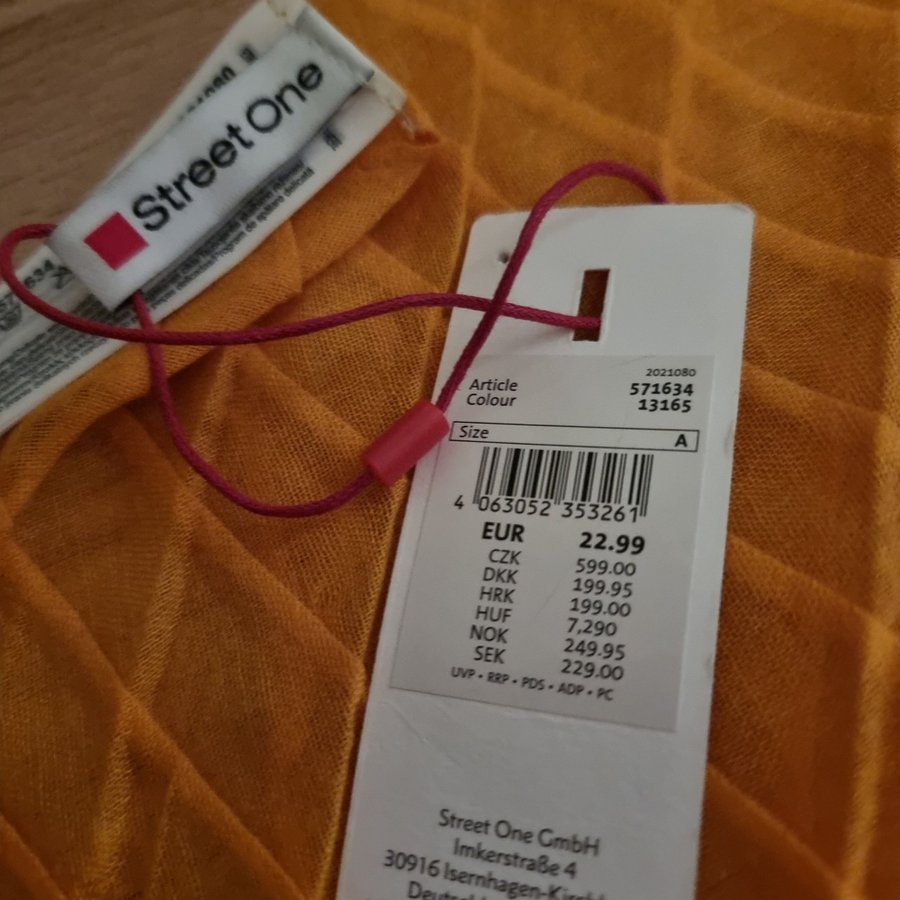 Street One
2021080
Article 571634
Colour 13165
Size A
4 063052 353261
EUR 22.99
CZK 599.00
DKK 199.95
HRK 199.00
HUF 7,290
NOK 249.95
SEK 229.00
UVP • RRP • PDS • ADP • PC
Street One GmbH
Imkerstraße 4
30916 Isernhagen-